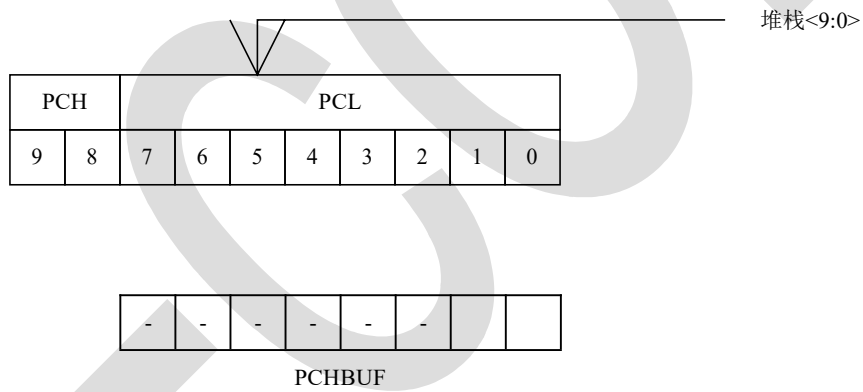 堆栈<9:0>
PCH PCL
9 8 7 6 5 4 3 2 1 0
- - - - - -
PCHBUF